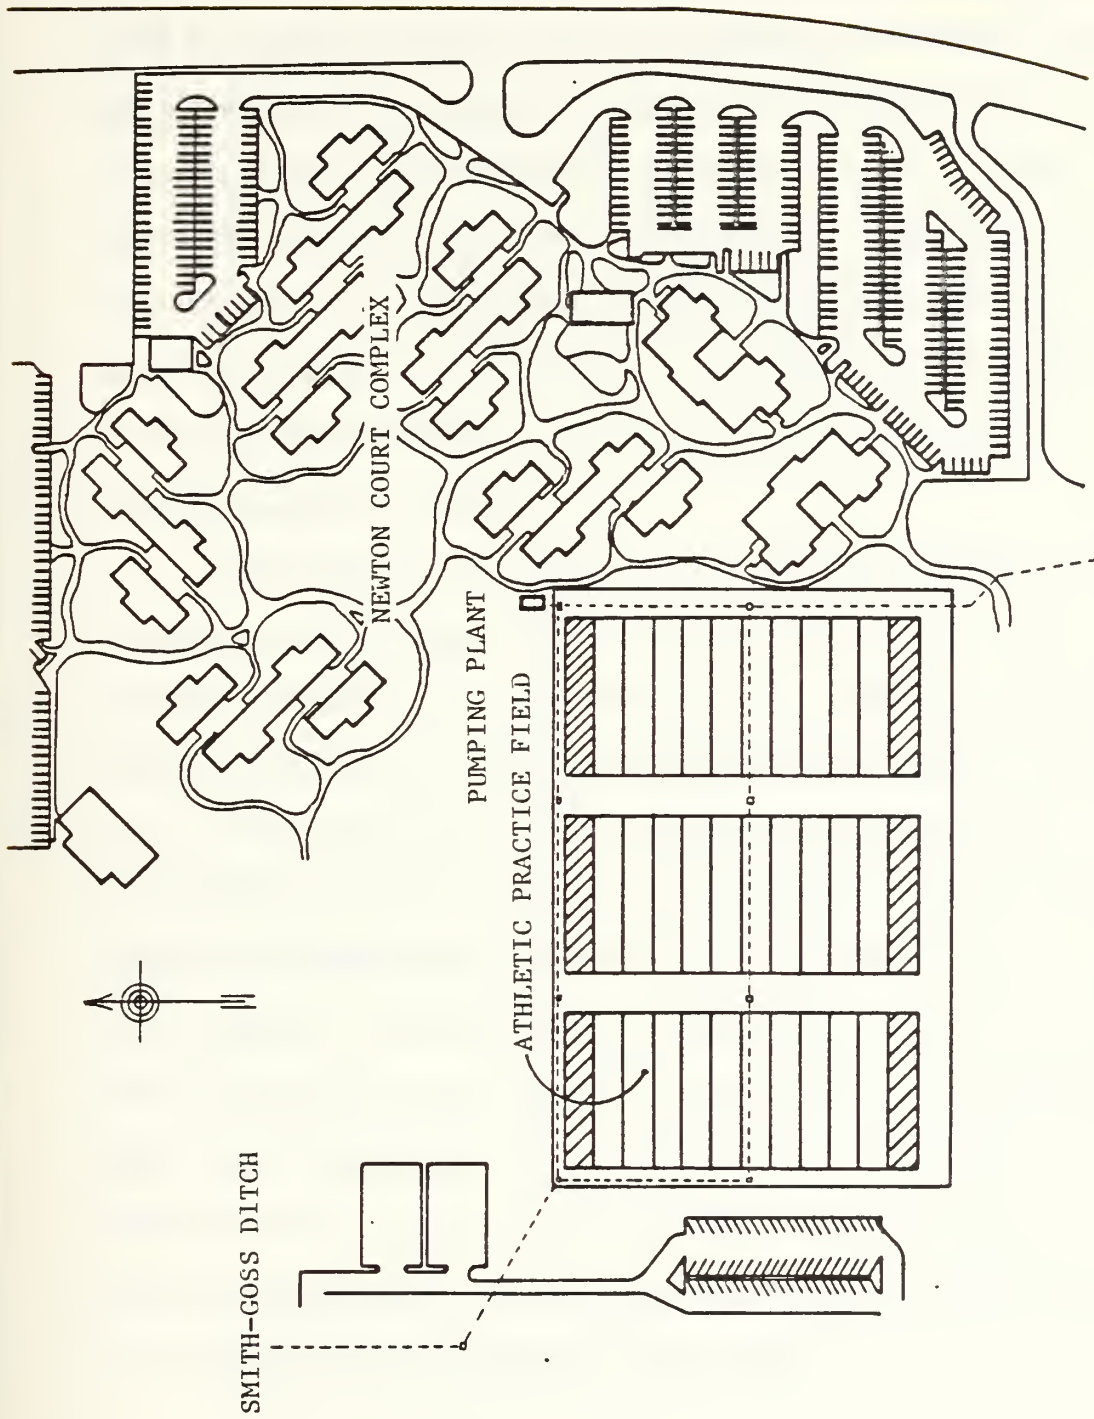 NEWTON COURT COMPLEX
PUMPING PLANT
ATHLETIC PRACTICE FIELD
SMITH-GOSS DITCH